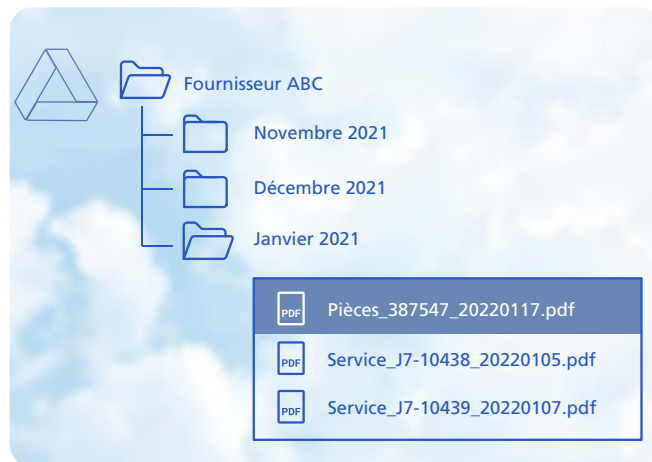 Fournisseur ABC
Novembre 2021
Décembre 2021
Janvier 2021
PDF Pièces_387547_20220117.pdf
PDF Service_J7-10438_20220105.pdf
PDF Service_J7-10439_20220107.pdf